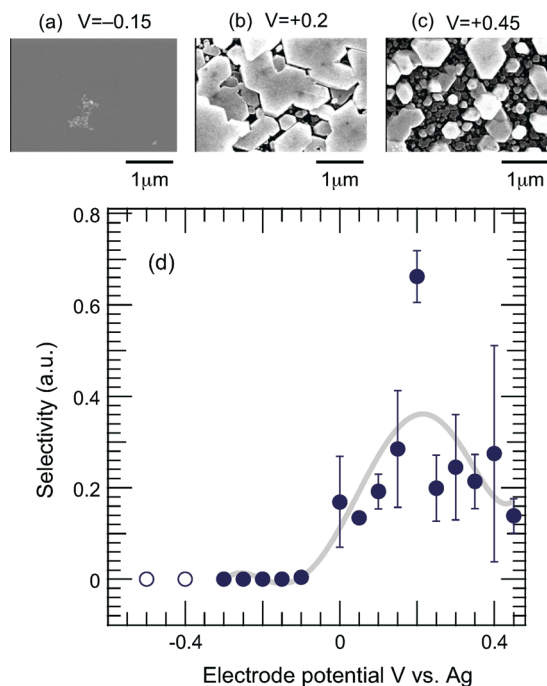 (a) V=–0.15 (b) V=+0.2 (c) V=+0.45
1μm 1μm 1μm
0.8
(d)
0.6
0.4
0.2
0
Selectivity (a.u.)
-0.4 0 0.4
Electrode potential V vs. Ag